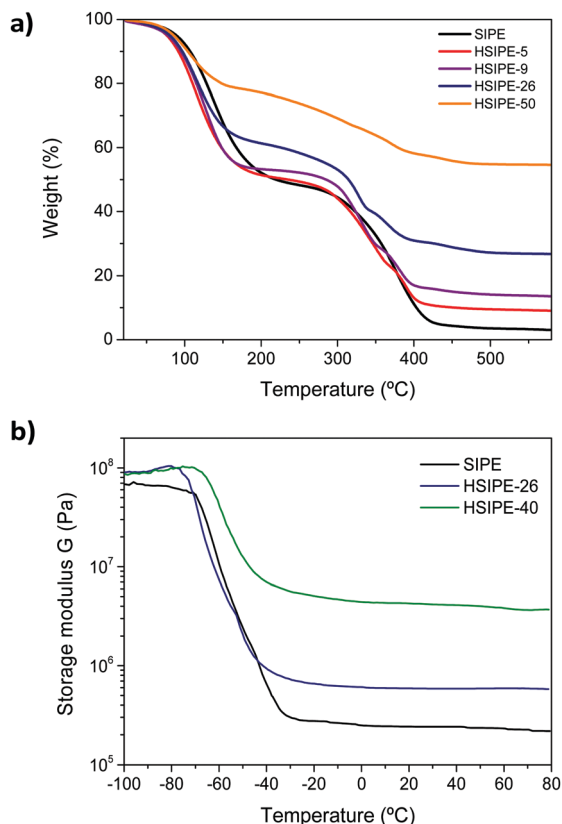 a)
100
80
60
40
20
0
Weight (%)
SIPE
HSIPE-5
HSIPE-9
HSIPE-26
HSIPE-50
100 200 300 400 500
Temperature (ºC)
b)
10⁸
10⁷
10⁶
10⁵
Storage modulus G (Pa)
SIPE
HSIPE-26
HSIPE-40
-100 -80 -60 -40 -20 0 20 40 60 80
Temperature (ºC)